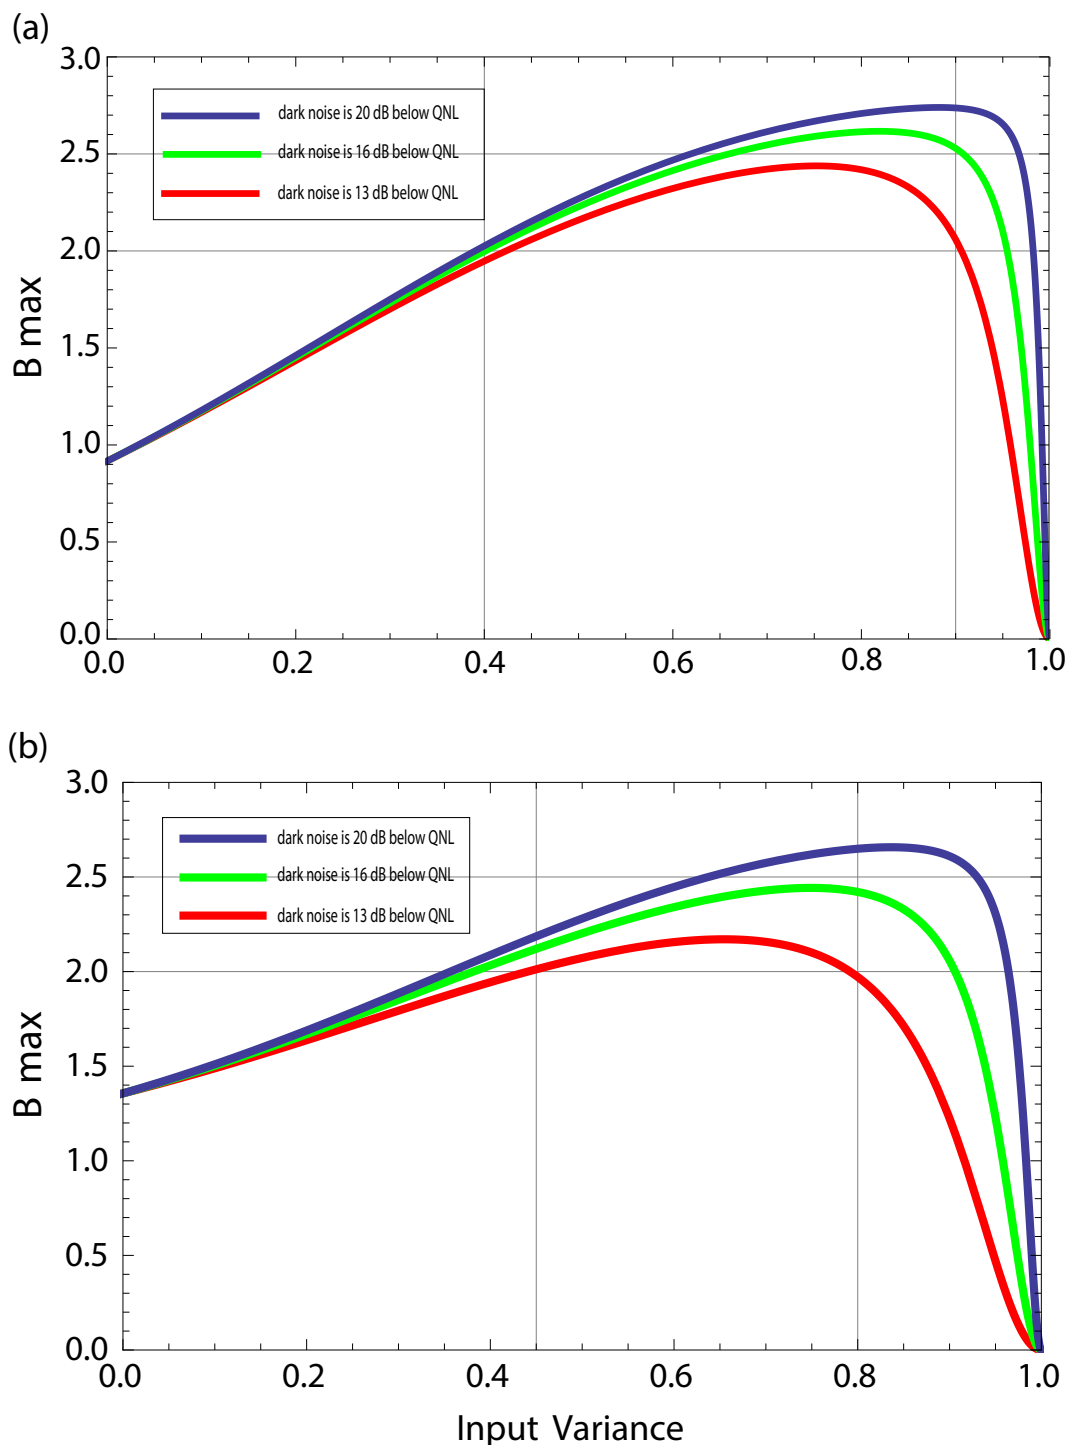 (a)
3.0
dark noise is 20 dB below QNL
dark noise is 16 dB below QNL
2.5
dark noise is 13 dB below QNL
2.0
B max
1.5
1.0
0.5
0.0
0.0 0.2 0.4 0.6 0.8 1.0
(b)
3.0
dark noise is 20 dB below QNL
dark noise is 16 dB below QNL
2.5
dark noise is 13 dB below QNL
2.0
B max
1.5
1.0
0.5
0.0
0.0 0.2 0.4 0.6 0.8 1.0
Input Variance